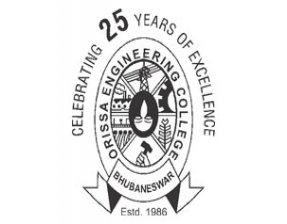 CELEBRATING 25 YEARS OF EXCELLENCE
ORISSA ENGINEERING COLLEGE
BHUBANESWAR
Estd. 1986